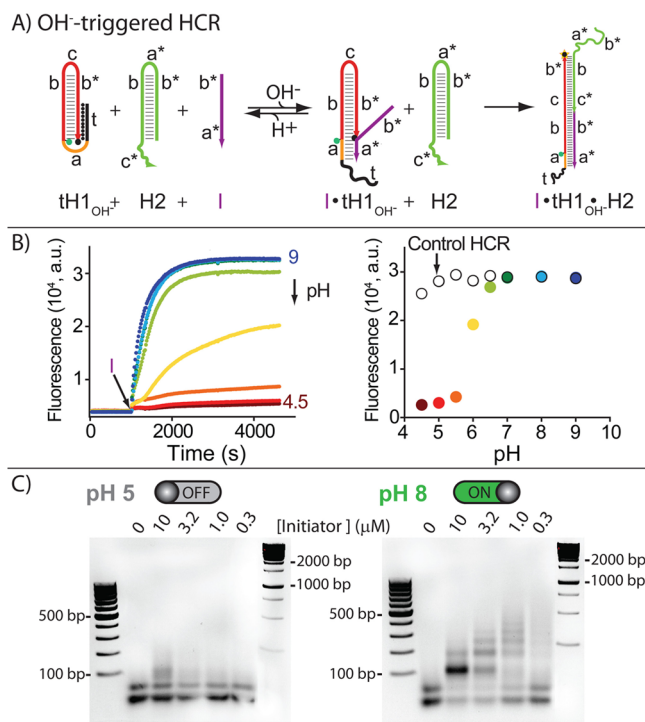 A) OH⁻-triggered HCR
c a* b* a* b*
b b* b b* b* b b* b b* b b
t c c*
a a* c* a a* c* b b*
t a a*
t
OH⁻
H⁺
tH1OH⁻ + H2 + I I•tH1OH⁻ + H2 I•tH1OH⁻•H2
B)
Fluorescence (10⁴, a.u.)
3
2
1
9
pH
I
4.5
0 2000 4000
Time (s)
Control HCR
Fluorescence (10⁴, a.u.)
3
2
1
0
4 5 6 7 8 9 10
pH
C)
pH 5 OFF pH 8 ON
0 10 3.2 1.0 0.3 [Initiator] (μM) 0 10 3.2 1.0 0.3
-2000 bp -2000 bp
-1000 bp -1000 bp
500 bp- 500 bp-
100 bp- 100 bp-